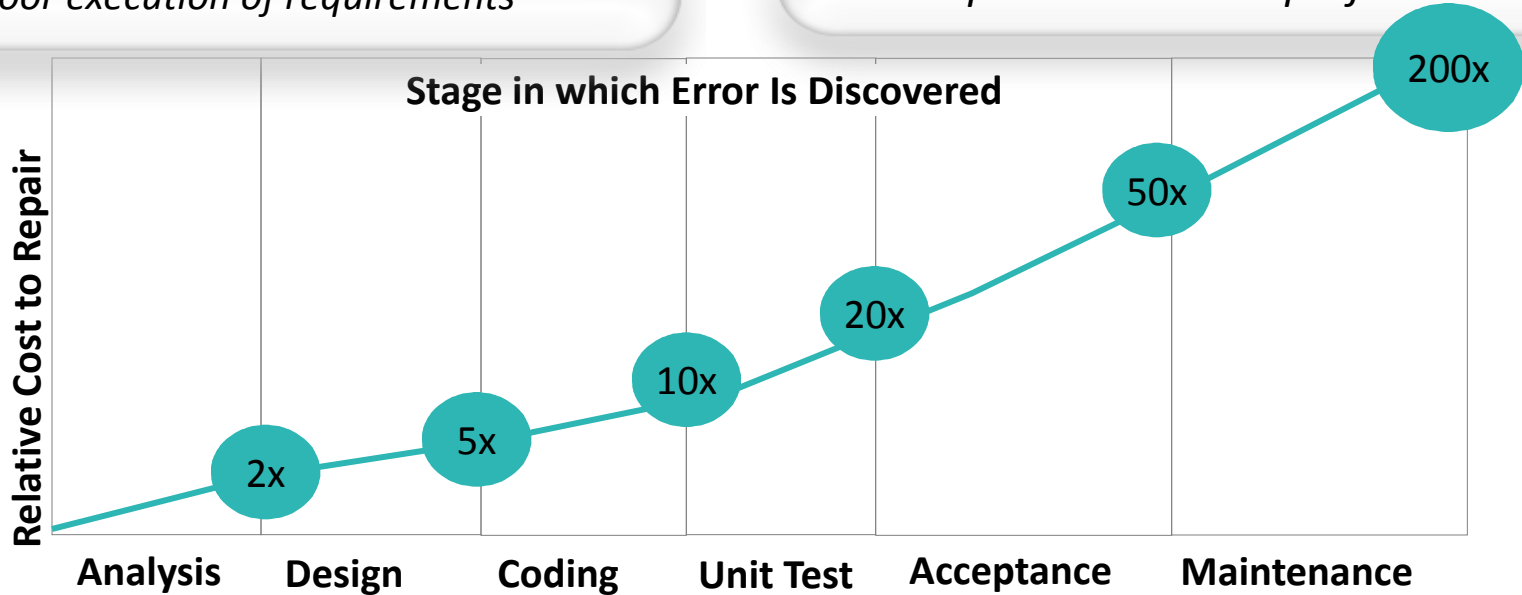 execution of requirements
Stage in which Error Is Discovered
Relative Cost to Repair
200x
50x
20x
10x
5x
2x
Analysis Design Coding Unit Test Acceptance Maintenance